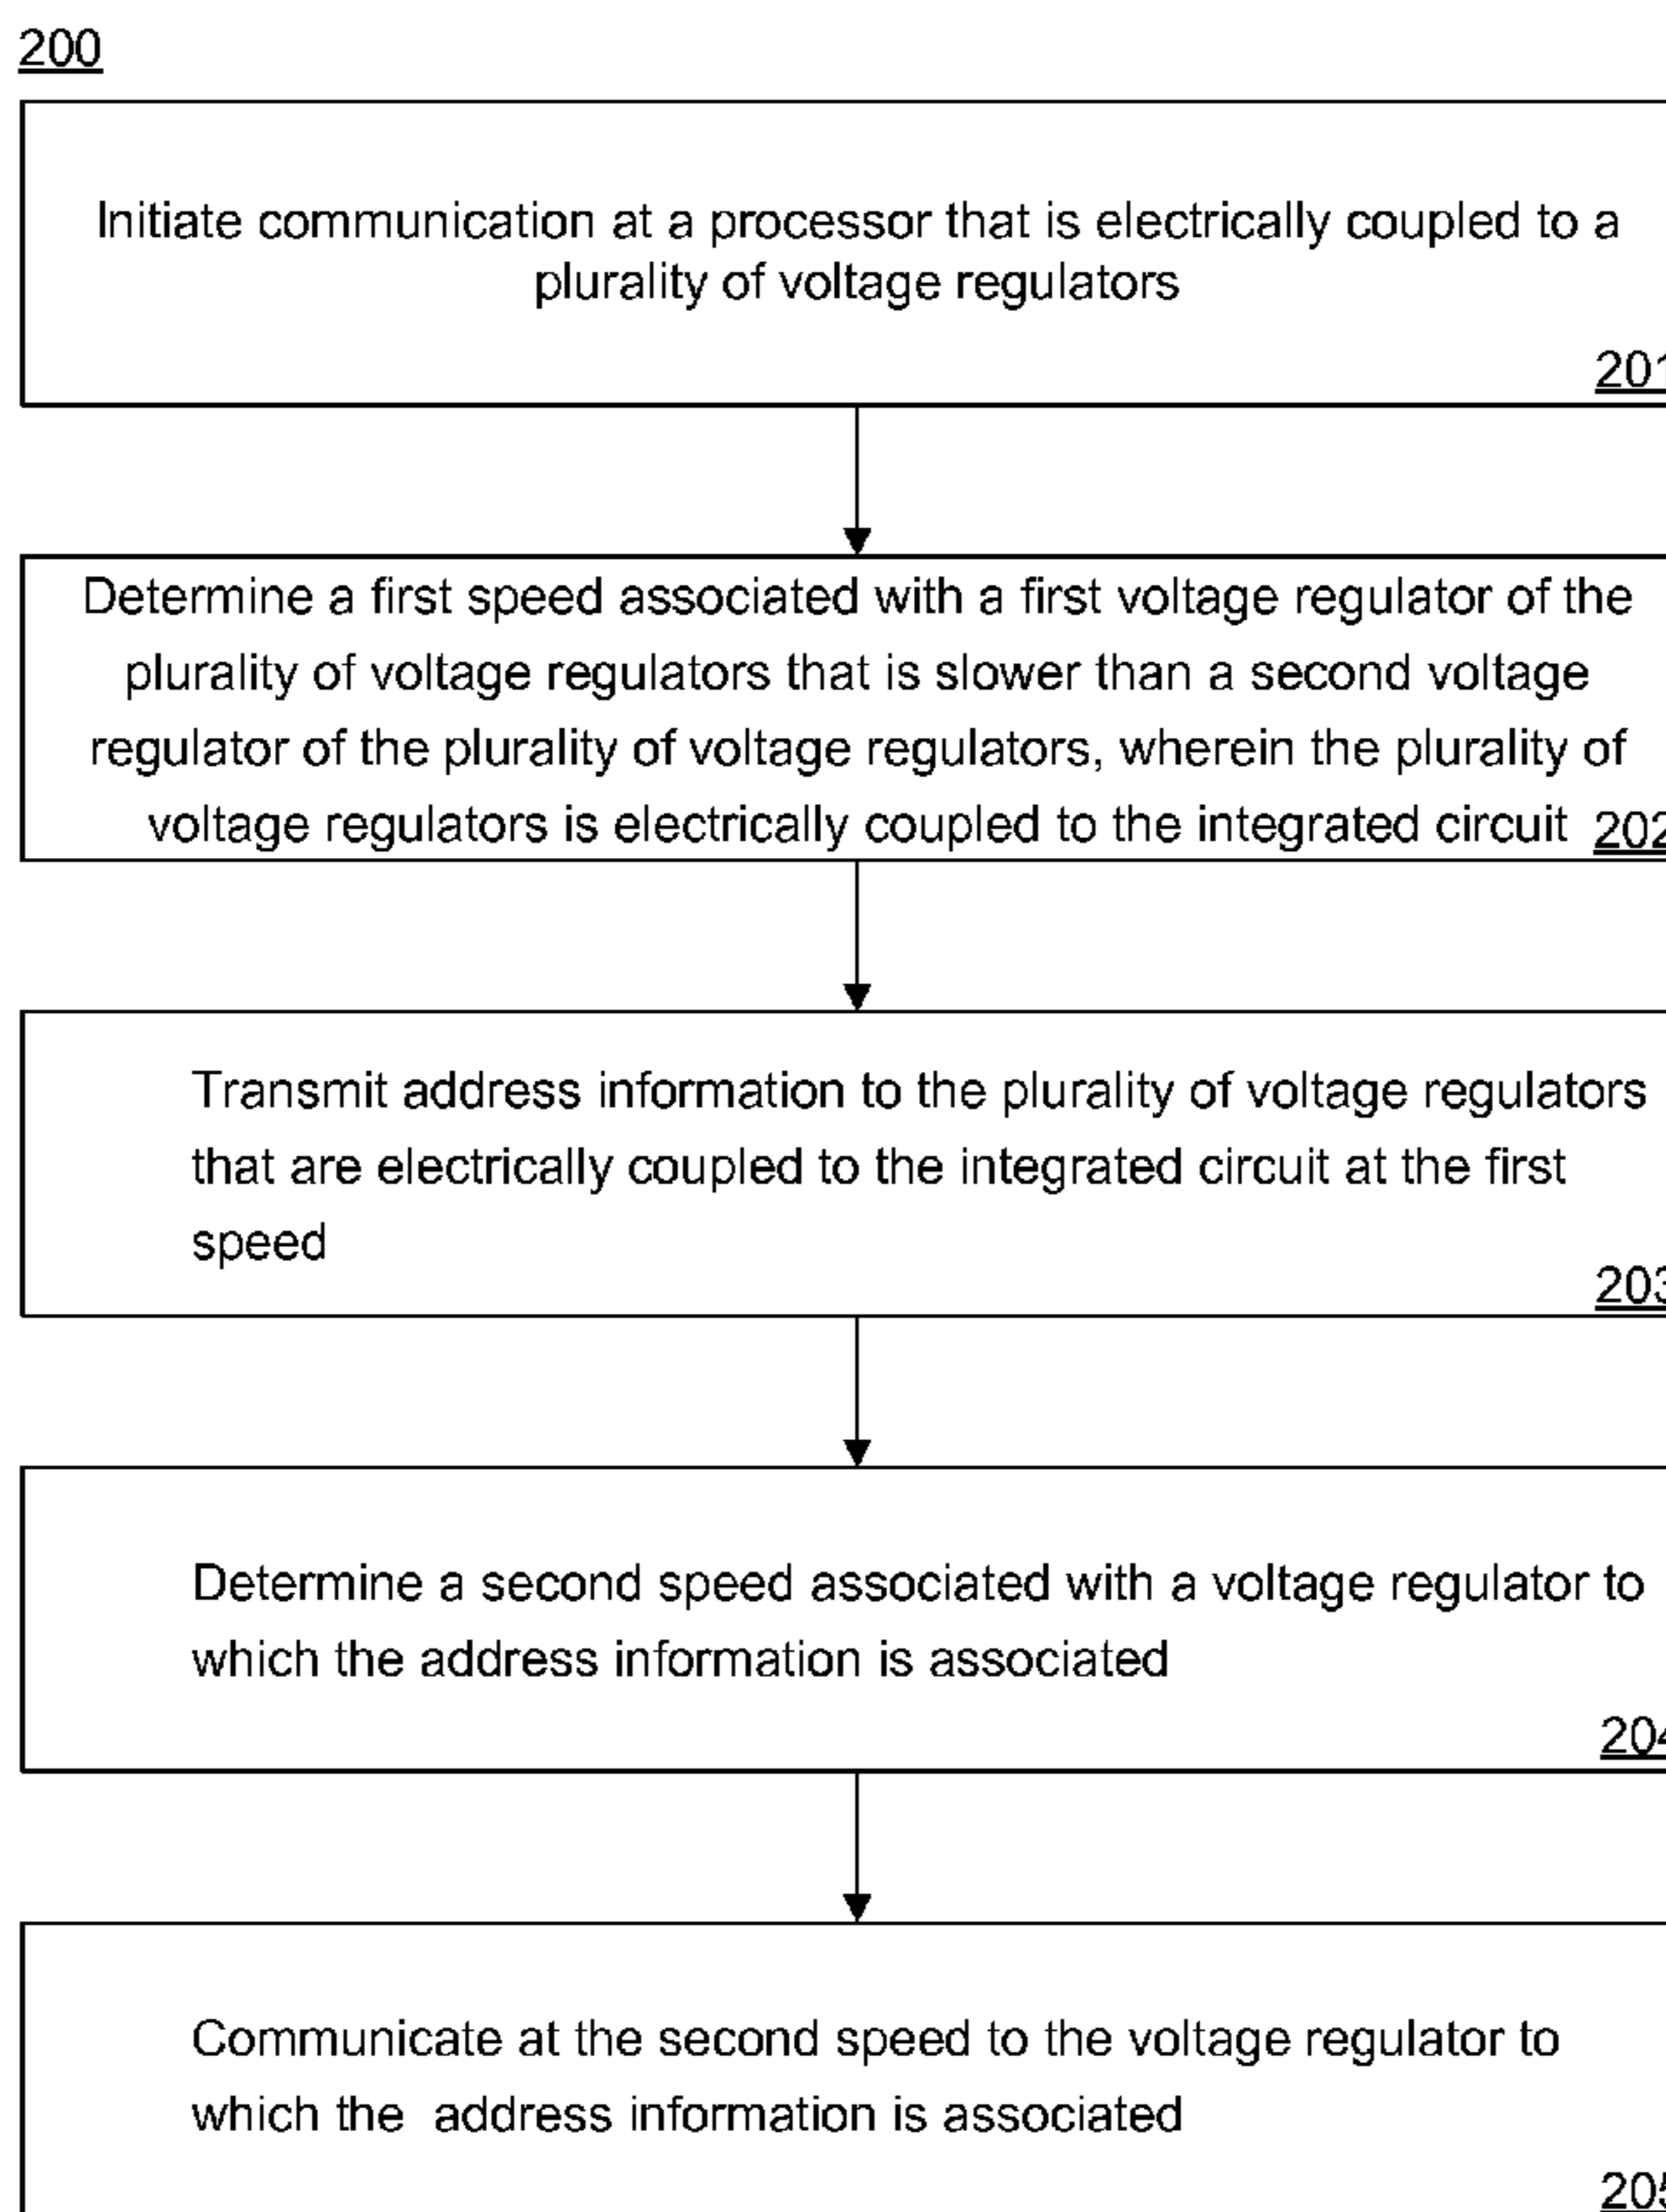 200
Initiate communication at a processor that is electrically coupled to a
plurality of voltage regulators
201
Determine a first speed associated with a first voltage regulator of the
plurality of voltage regulators that is slower than a second voltage
regulator of the plurality of voltage regulators, wherein the plurality of
voltage regulators is electrically coupled to the integrated circuit 202
Transmit address information to the plurality of voltage regulators
that are electrically coupled to the integrated circuit at the first
speed
203
Determine a second speed associated with a voltage regulator to
which the address information is associated
204
Communicate at the second speed to the voltage regulator to
which the address information is associated
205